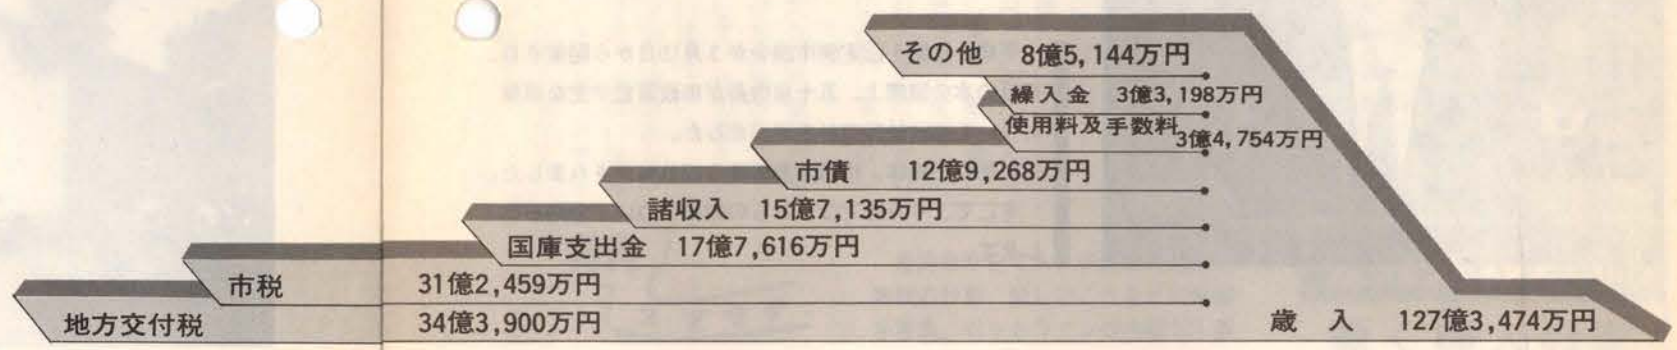 その他 8億5,144万円
繰入金 3億3,198万円
使用料及手数料 3億4,754万円
市債 12億9,268万円
諸収入 15億7,135万円
国庫支出金 17億7,616万円
市税 31億2,459万円
地方交付税 34億3,900万円
歳入 127億3,474万円